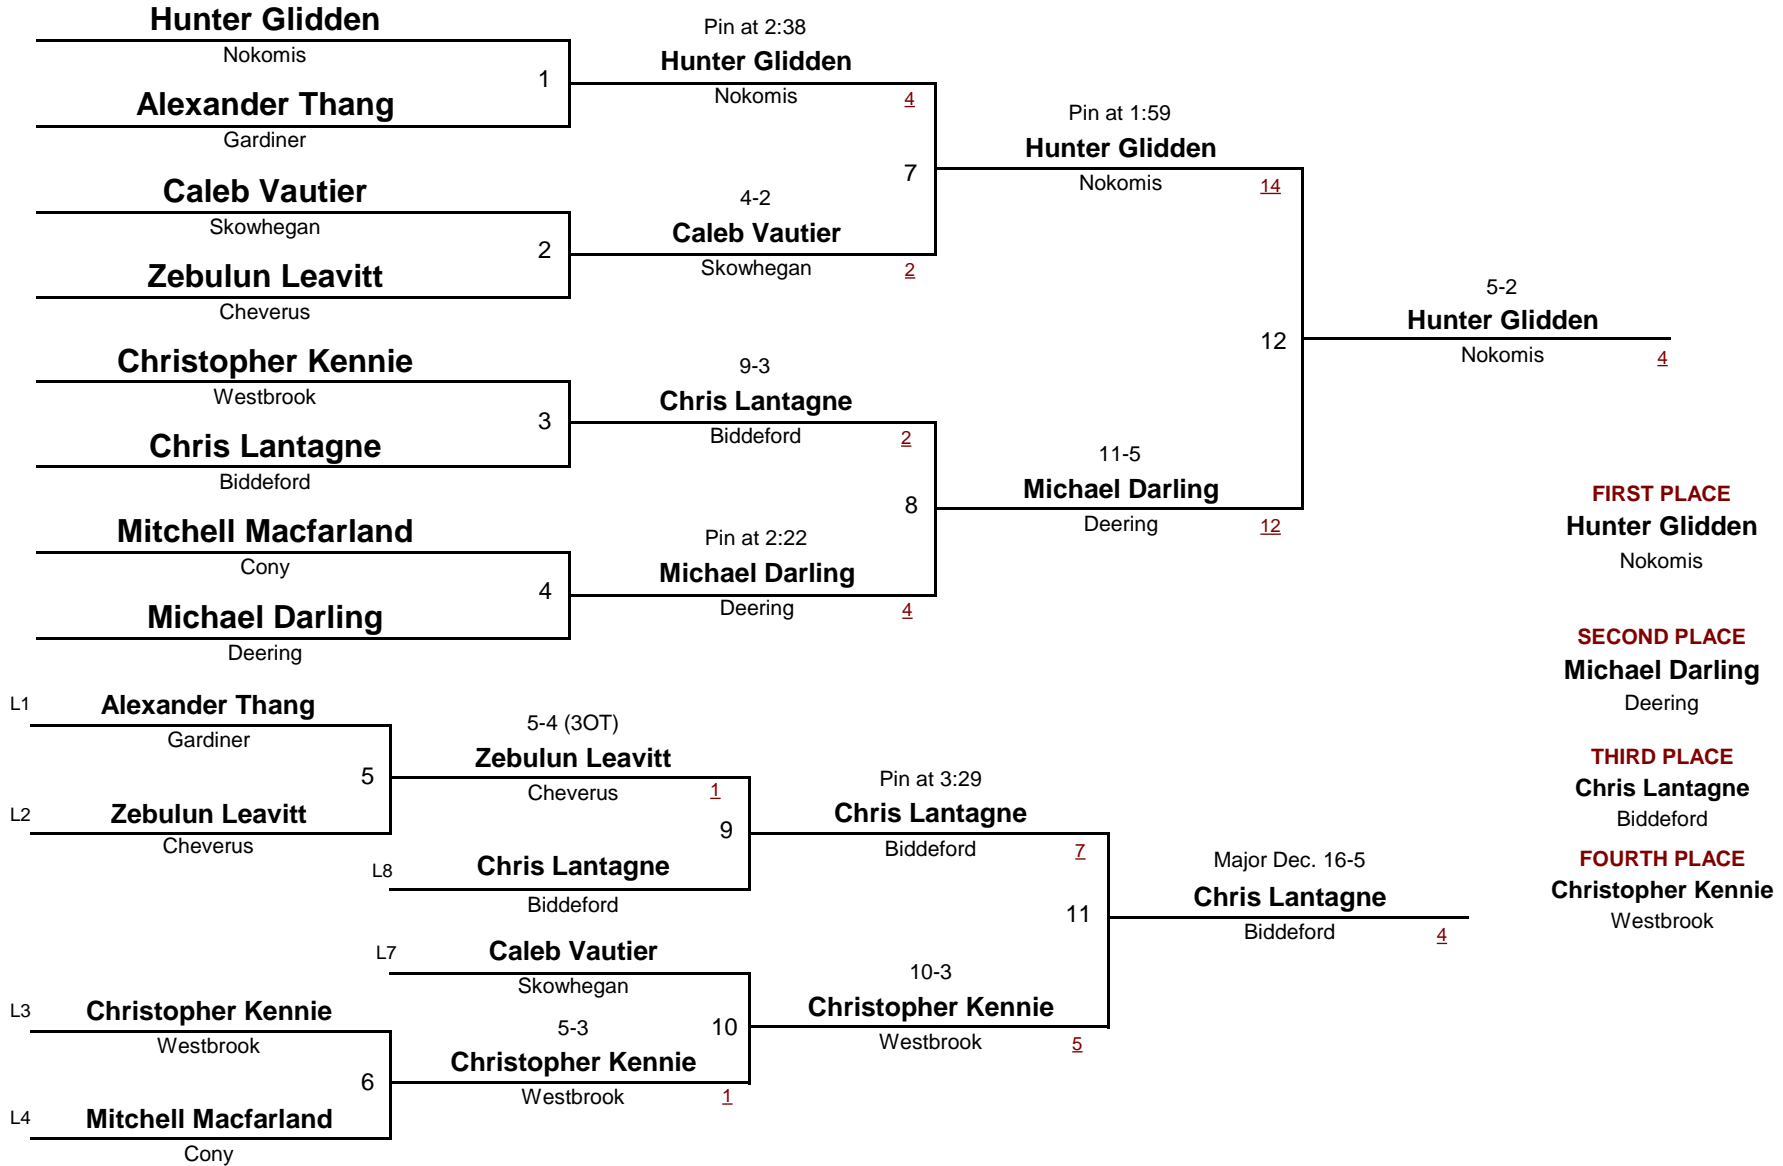 Hunter Glidden
Nokomis
1
Alexander Thang
Gardiner
Caleb Vautier
Skowhegan
2
Zebulun Leavitt
Cheverus
Christopher Kennie
Westbrook
3
Chris Lantagne
Biddeford
Mitchell Macfarland
Cony
4
Michael Darling
Deering
Pin at 2:38
Hunter Glidden
Nokomis
4
7
4-2
Caleb Vautier
Skowhegan
2
9-3
Chris Lantagne
Biddeford
2
8
Pin at 2:22
Michael Darling
Deering
4
Pin at 1:59
Hunter Glidden
Nokomis
14
12
11-5
Michael Darling
Deering
12
5-2
Hunter Glidden
Nokomis
4
FIRST PLACE
Hunter Glidden
Nokomis
SECOND PLACE
Michael Darling
Deering
THIRD PLACE
Chris Lantagne
Biddeford
FOURTH PLACE
Christopher Kennie
Westbrook
L1
Alexander Thang
Gardiner
5
L2
Zebulun Leavitt
Cheverus
5-4 (3OT)
Zebulun Leavitt
Cheverus
1
9
L8
Chris Lantagne
Biddeford
L7
Caleb Vautier
Skowhegan
10
L3
Christopher Kennie
Westbrook
6
L4
Mitchell Macfarland
Cony
5-3
Christopher Kennie
Westbrook
1
Pin at 3:29
Chris Lantagne
Biddeford
7
11
10-3
Christopher Kennie
Westbrook
5
Major Dec. 16-5
Chris Lantagne
Biddeford
4